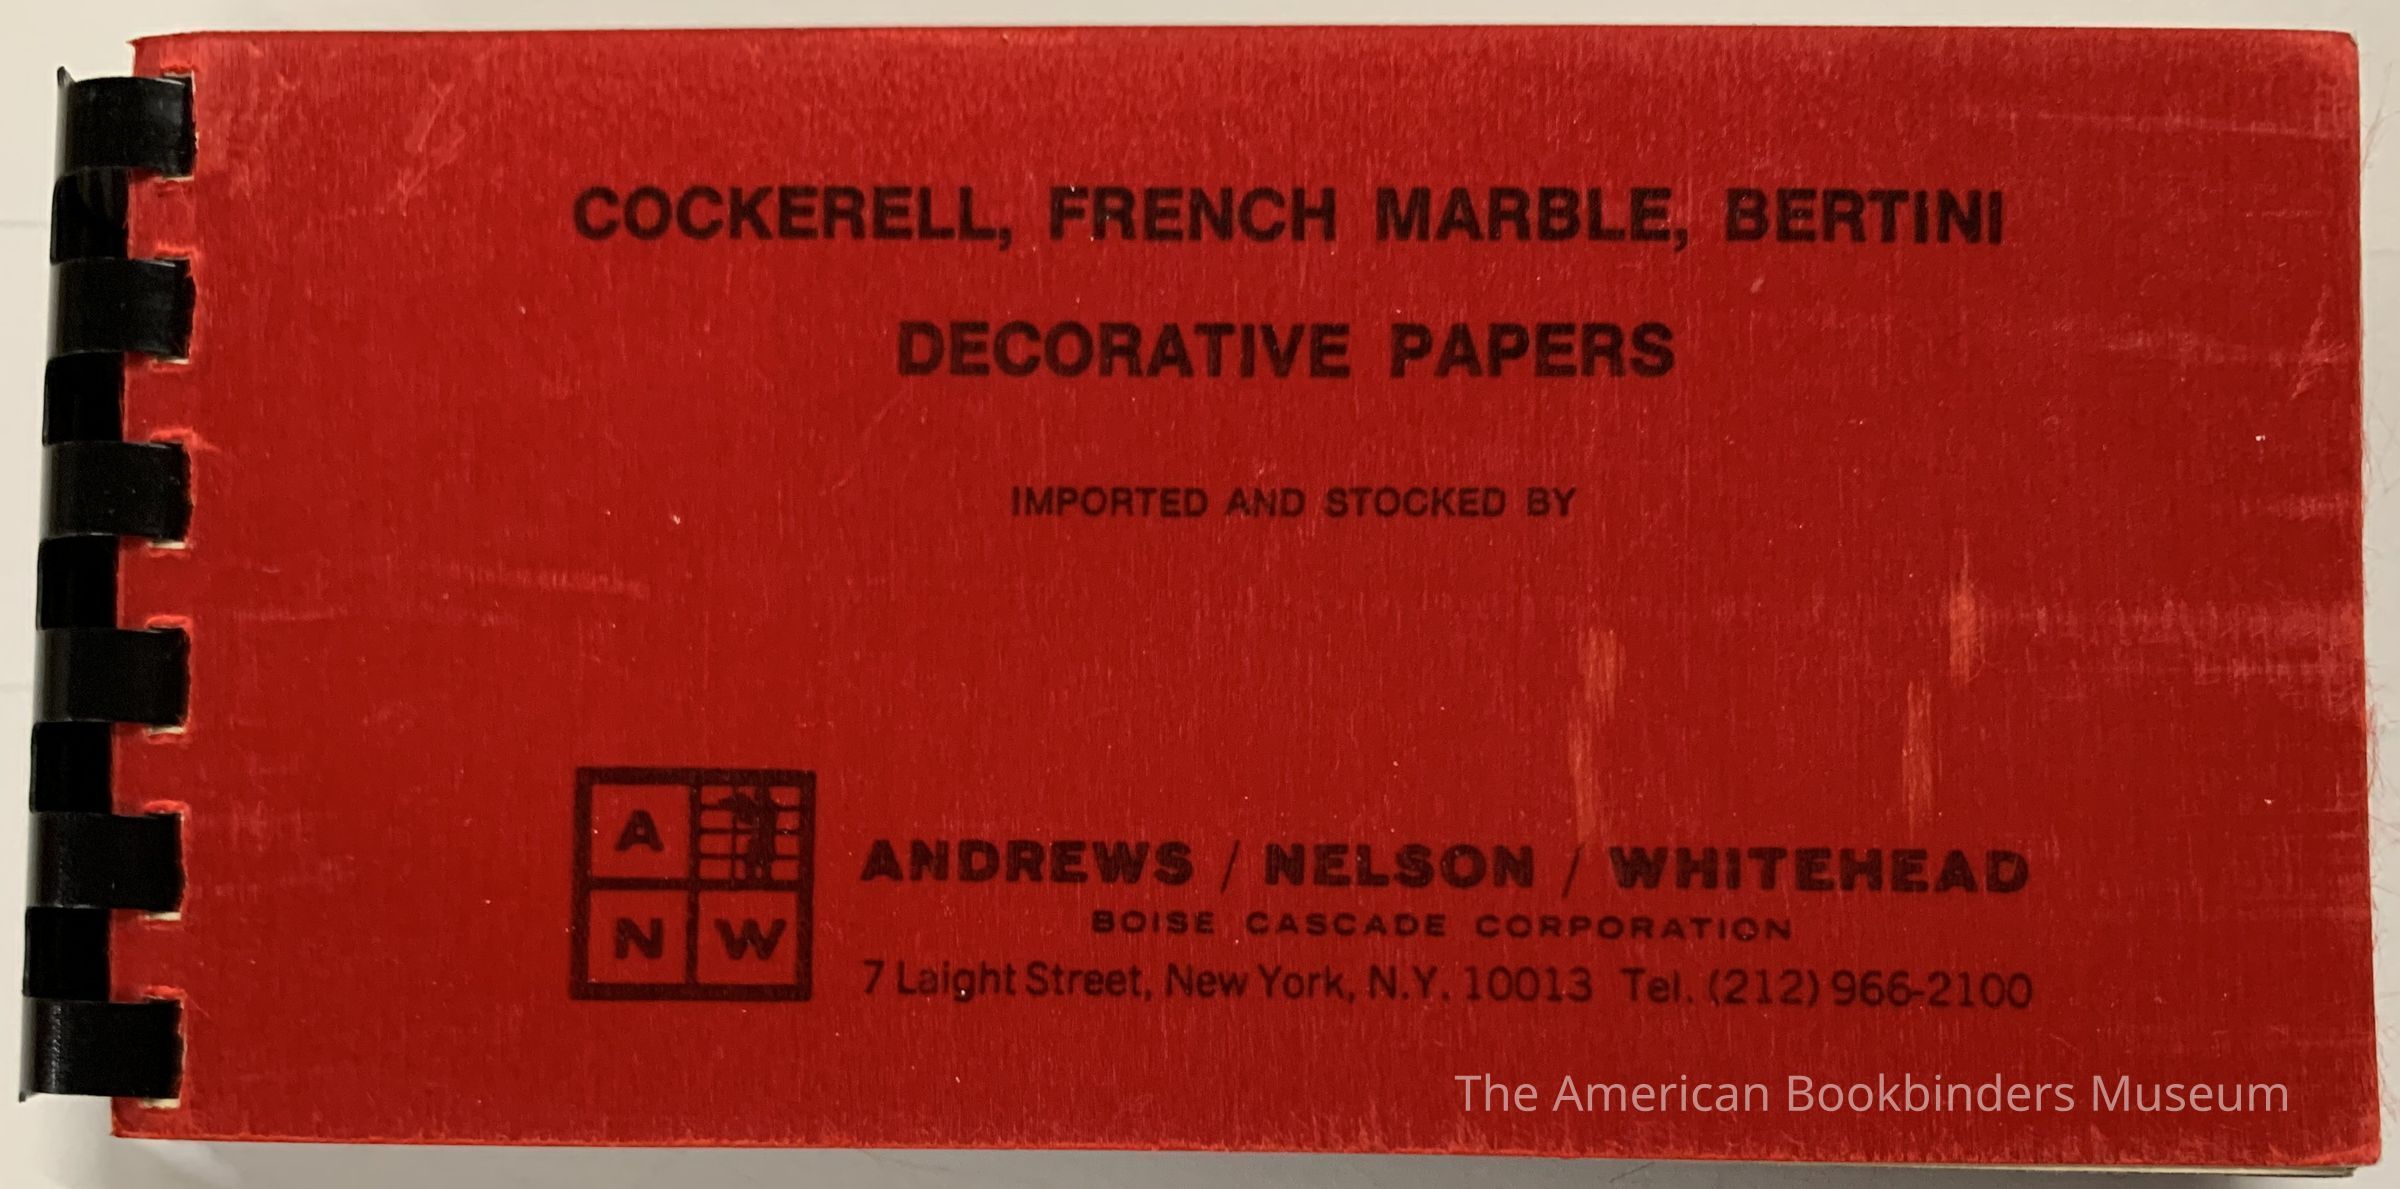 COCKERELL, FRENCH MARBLE, BERTINI
DECORATIVE PAPERS
IMPORTED AND STOCKED BY
A
N W
ANDREWS / NELSON / WHITEHEAD
BOISE CASCADE CORPORATION
7 Laight Street, New York, N.Y. 10013 Tel. (212) 966-2100
The American Bookbinders Museum